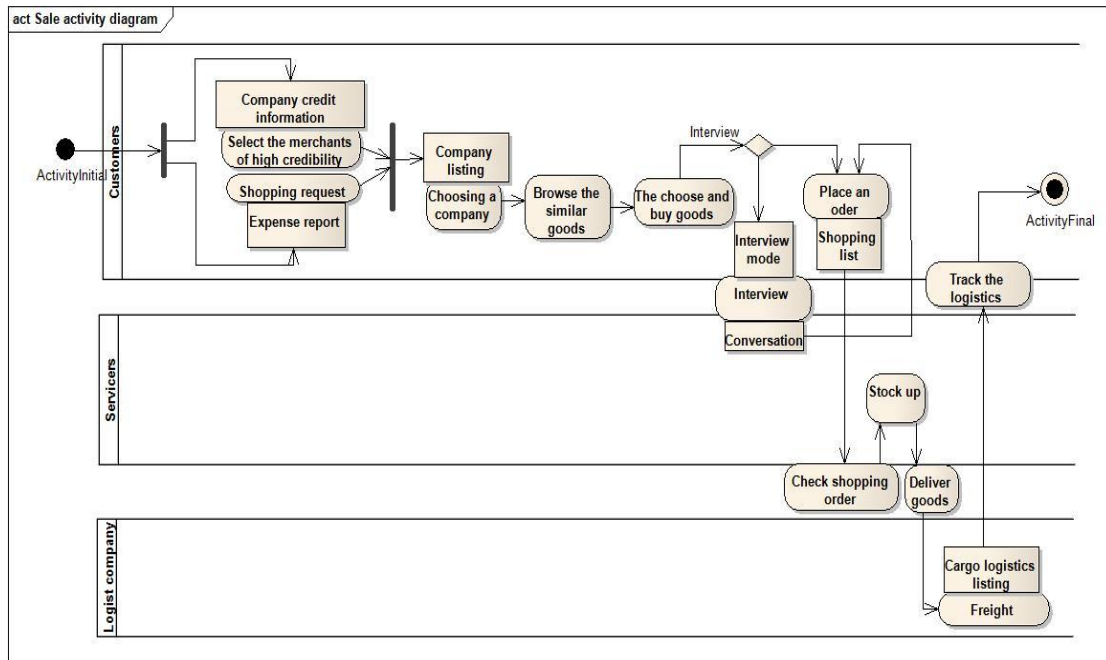 act Sale activity diagram
Customers
ActivityInitial
Company credit
information
Select the merchants
of high credibility
Shopping request
Expense report
Company
listing
Choosing a
company
Browse the
similar
goods
The choose and
buy goods
Interview
Interview
mode
Interview
Conversation
Place an
oder
Shopping
list
Track the
logistics
ActivityFinal
Servicers
Stock up
Check shopping
order
Deliver
goods
Logist company
Cargo logistics
listing
Freight